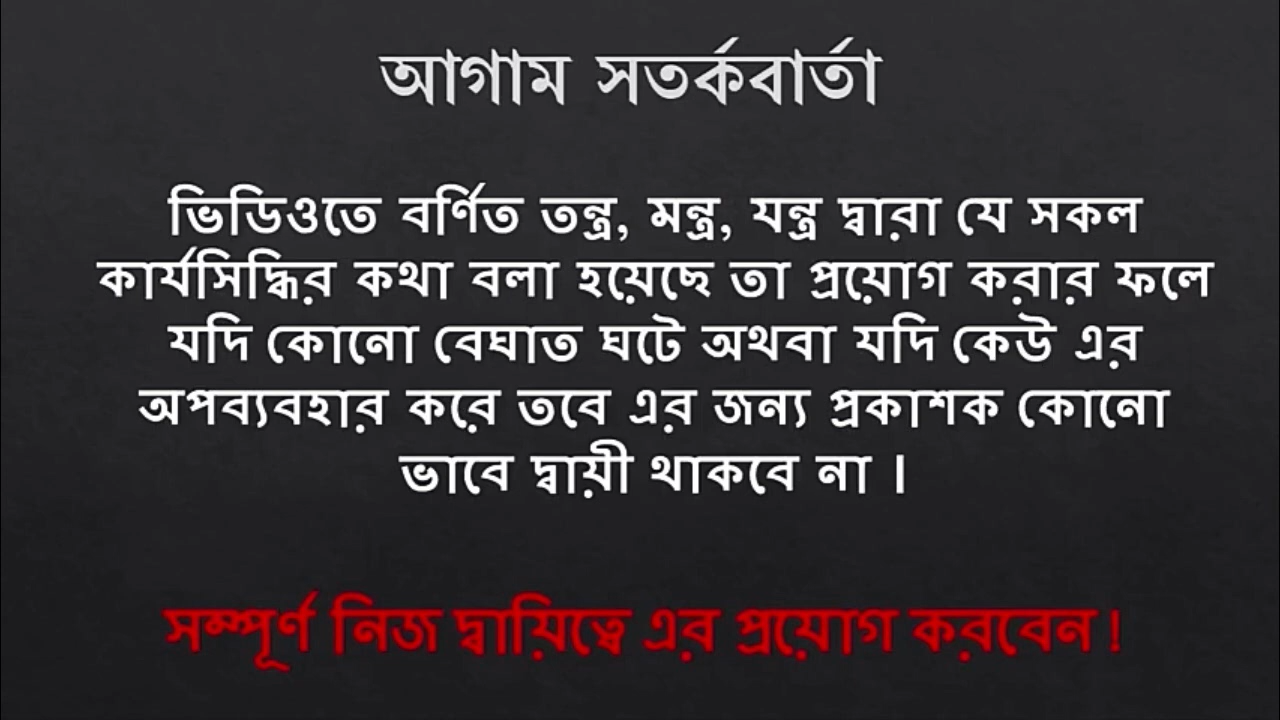 আগাম সতর্কবার্তা
ভিডিওতে বর্ণিত তন্ত্র, মন্ত্র, যন্ত্র দ্বারা যে সকল
কার্যসিদ্ধির কথা বলা হয়েছে তা প্রয়োগ করার ফলে
যদি কোনো বেঘাত ঘটে অথবা যদি কেউ এর
অপব্যবহার করে তবে এর জন্য প্রকাশক কোনো
ভাবে দ্বায়ী থাকবে না ।
সম্পূর্ণ নিজ দ্বায়িত্বে এর প্রয়োগ করবেন !